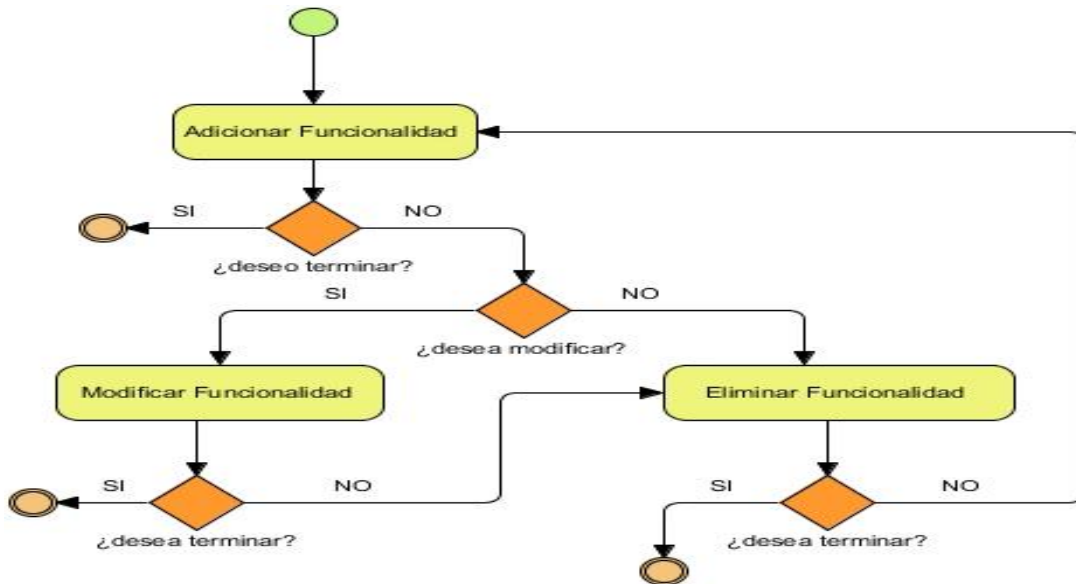 Adicionar Funcionalidad
SI
NO
¿deseo terminar?
SI
NO
¿desea modificar?
Modificar Funcionalidad
Eliminar Funcionalidad
SI
NO
SI
NO
¿desea terminar?
¿desea terminar?